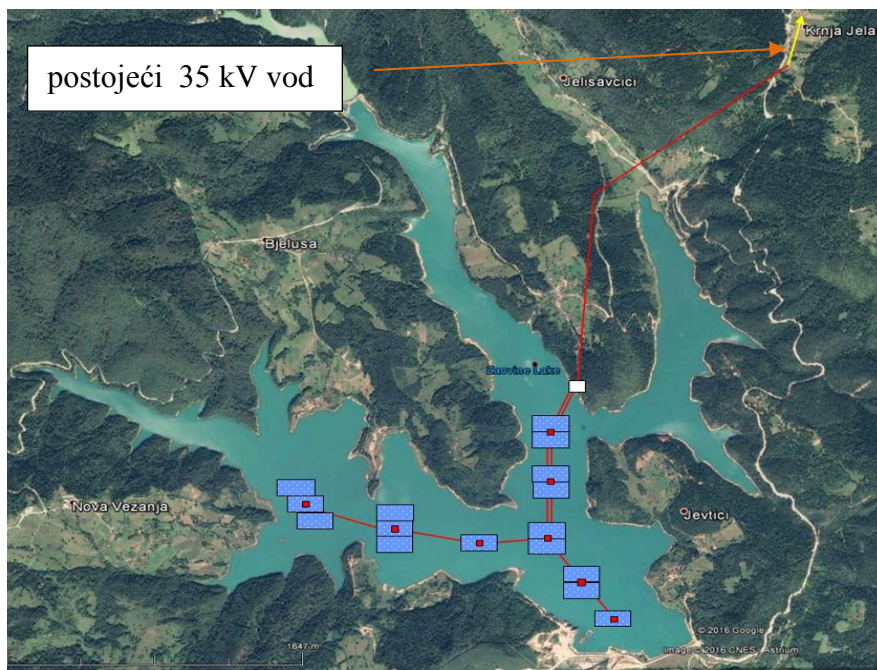 postojeći 35 kV vod
Krnja Jela
Jelisavcici
Bjelusa
Zaovine Lake
Nova Vezanja
Jevtici
© 2016 Google
Image © 2016 CNES / Astrium
1647 m